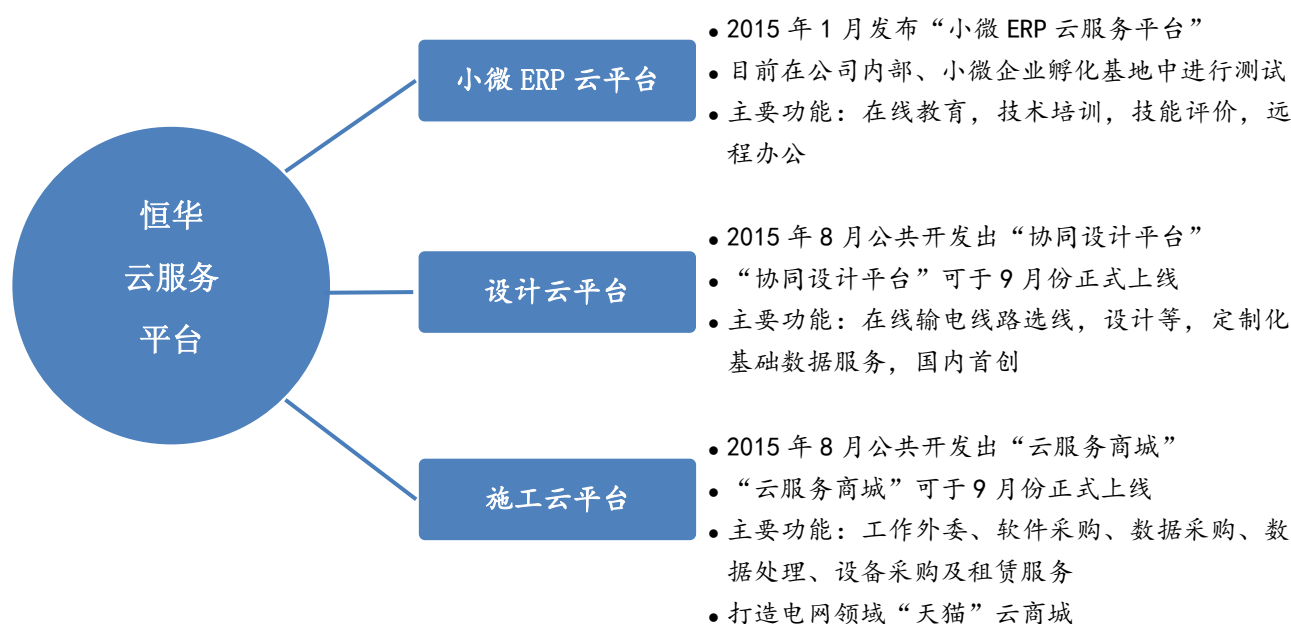 恒华
云服务
平台
小微 ERP 云平台
• 2015 年 1 月发布“小微 ERP 云服务平台”
• 目前在公司内部、小微企业孵化基地中进行测试
• 主要功能：在线教育，技术培训，技能评价，远
程办公
设计云平台
• 2015 年 8 月公共开发出“协同设计平台”
• “协同设计平台”可于 9 月份正式上线
• 主要功能：在线输电线路选线，设计等，定制化
基础数据服务，国内首创
施工云平台
• 2015 年 8 月公共开发出“云服务商城”
• “云服务商城”可于 9 月份正式上线
• 主要功能：工作外委、软件采购、数据采购、数
据处理、设备采购及租赁服务
• 打造电网领域“天猫”云商城